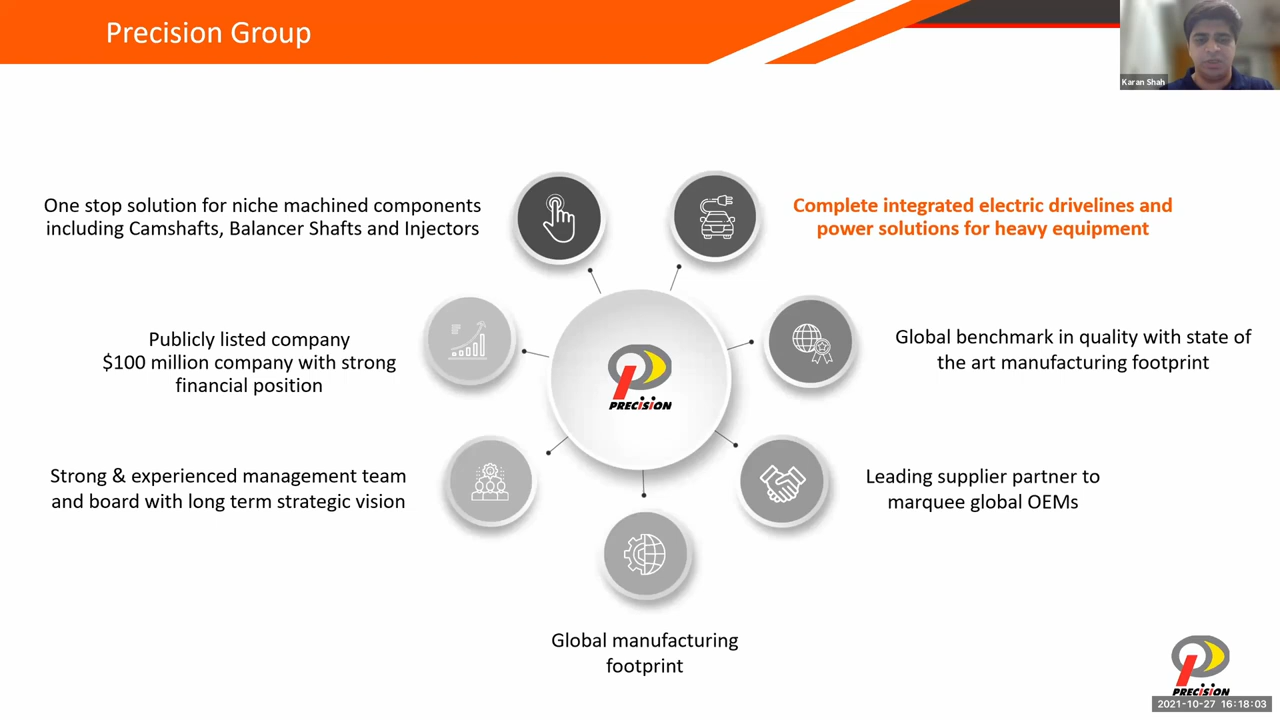 Precision Group
Karan Shah
One stop solution for niche machined components
including Camshafts, Balancer Shafts and Injectors
Complete integrated electric drivelines and
power solutions for heavy equipment
Publicly listed company
$100 million company with strong
financial position
Global benchmark in quality with state of
the art manufacturing footprint
PRECISION
Strong & experienced management team
and board with long term strategic vision
Leading supplier partner to
marquee global OEMs
Global manufacturing
footprint
PRECISION
2021-10-27 16:18:03